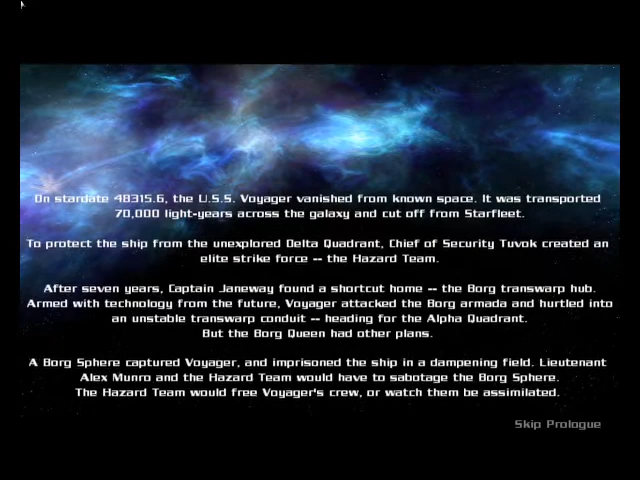 On stardate 48315.6, the U.S.S. Voyager vanished from known space. It was transported
70,000 light-years across the galaxy and cut off from Starfleet.
To protect the ship from the unexplored Delta Quadrant, Chief of Security Tuvok created an
elite strike force -- the Hazard Team.
After seven years, Captain Janeway found a shortcut home -- the Borg transwarp hub.
Armed with technology from the future, Voyager attacked the Borg armada and hurtled into
an unstable transwarp conduit -- heading for the Alpha Quadrant.
But the Borg Queen had other plans.
A Borg Sphere captured Voyager, and imprisoned the ship in a dampening field. Lieutenant
Alex Munro and the Hazard Team would have to sabotage the Borg Sphere.
The Hazard Team would free Voyager's crew, or watch them be assimilated.
Skip Prologue